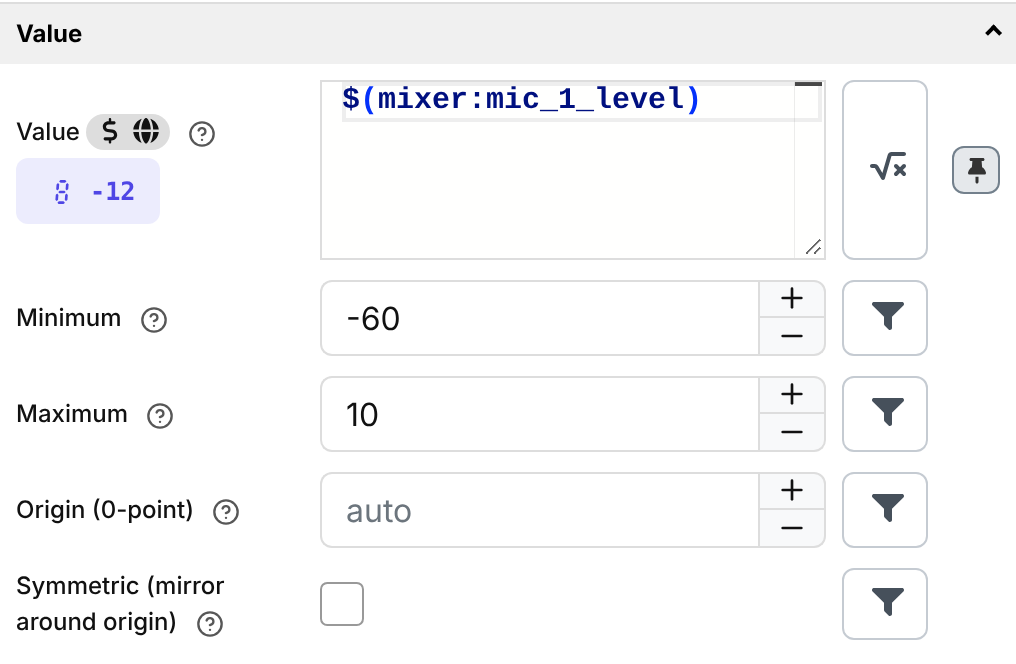 Value
$(mixer:mic_1_level)
Value $ ?
8 -12
Minimum ?
-60
Maximum ?
10
Origin (0-point) ?
auto
Symmetric (mirror
around origin) ?